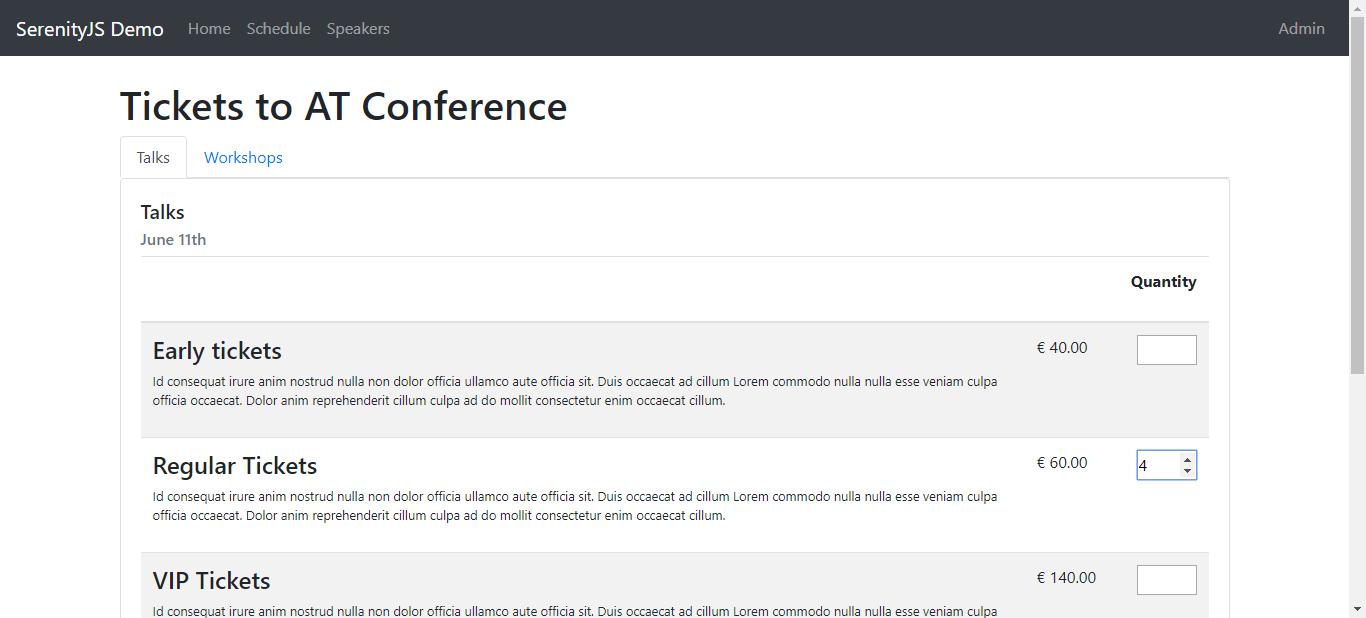 SerenityJS Demo Home Schedule Speakers Admin
Tickets to AT Conference
Talks Workshops
Talks
June 11th
Quantity
Early tickets € 40.00
Id consequat irure anim nostrud nulla non dolor officia ullamco aute officia sit. Duis occaecat ad cillum Lorem commodo nulla nulla esse veniam culpa
officia occaecat. Dolor anim reprehenderit cillum culpa ad do mollit consectetur enim occaecat cillum.
Regular Tickets € 60.00 4
Id consequat irure anim nostrud nulla non dolor officia ullamco aute officia sit. Duis occaecat ad cillum Lorem commodo nulla nulla esse veniam culpa
officia occaecat. Dolor anim reprehenderit cillum culpa ad do mollit consectetur enim occaecat cillum.
VIP Tickets € 140.00
Id consequat irure anim nostrud nulla non dolor officia ullamco aute officia sit. Duis occaecat ad cillum Lorem commodo nulla nulla esse veniam culpa